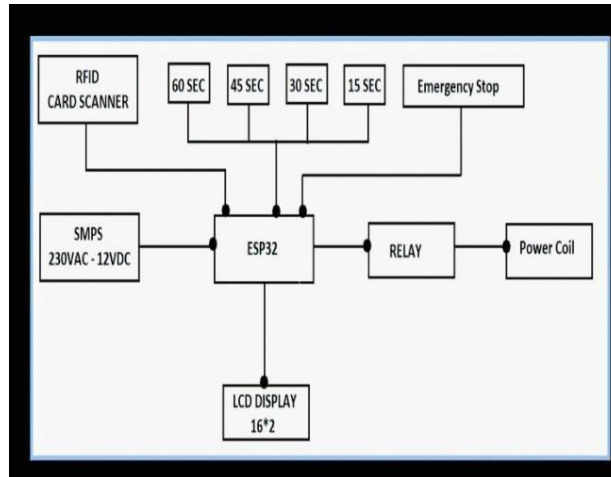 RFID
CARD SCANNER
60 SEC
45 SEC
30 SEC
15 SEC
Emergency Stop
SMPS
230VAC - 12VDC
ESP32
RELAY
Power Coil
LCD DISPLAY
16*2